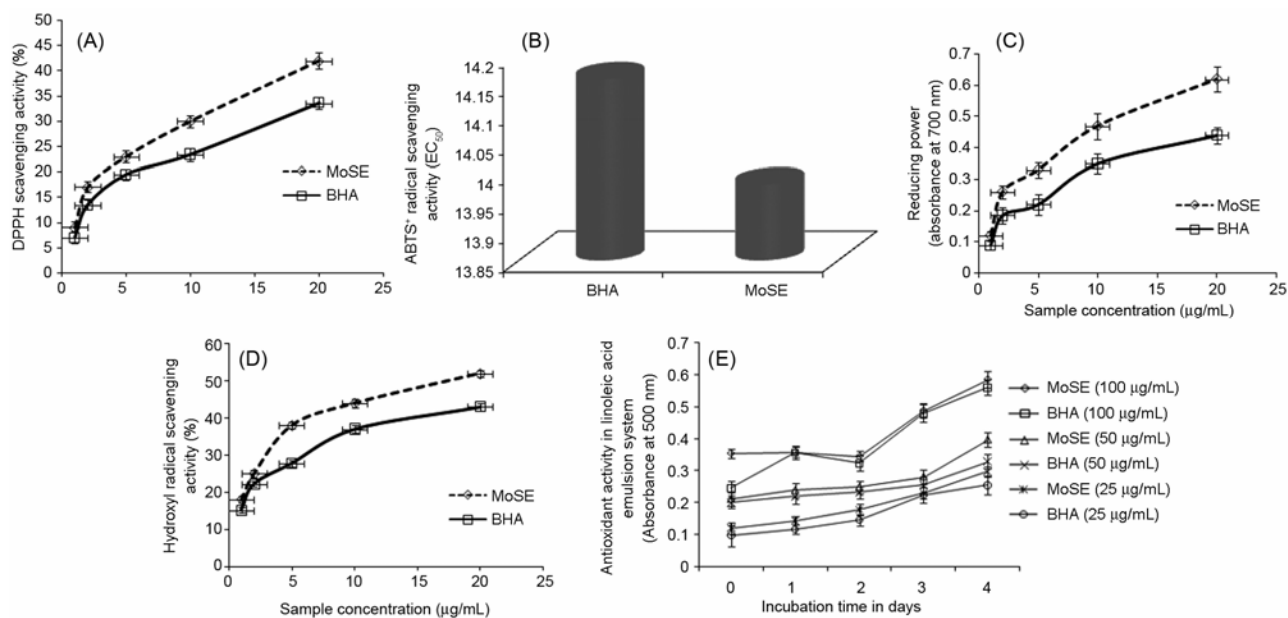 (A)
DPPH scavenging activity (%)
50
45
40
35
30
25
20
15
10
5
0
0 5 10 15 20 25
MoSE
BHA
(B)
ABTS⁺ radical scavenging
activity (EC₅₀)
14.2
14.15
14.1
14.05
14
13.95
13.9
13.85
BHA MoSE
(C)
Reducing power
(absorbance at 700 nm)
0.7
0.6
0.5
0.4
0.3
0.2
0.1
0
0 5 10 15 20 25
Sample concentration (μg/mL)
MoSE
BHA
(D)
Hydroxyl radical scavenging
activity (%)
60
50
40
30
20
10
0
0 5 10 15 20 25
Sample concentration (μg/mL)
MoSE
BHA
(E)
Antioxidant activity in linoleic acid
emulsion system
(Absorbance at 500 nm)
0.7
0.6
0.5
0.4
0.3
0.2
0.1
0
0 1 2 3 4
Incubation time in days
MoSE (100 μg/mL)
BHA (100 μg/mL)
MoSE (50 μg/mL)
BHA (50 μg/mL)
MoSE (25 μg/mL)
BHA (25 μg/mL)